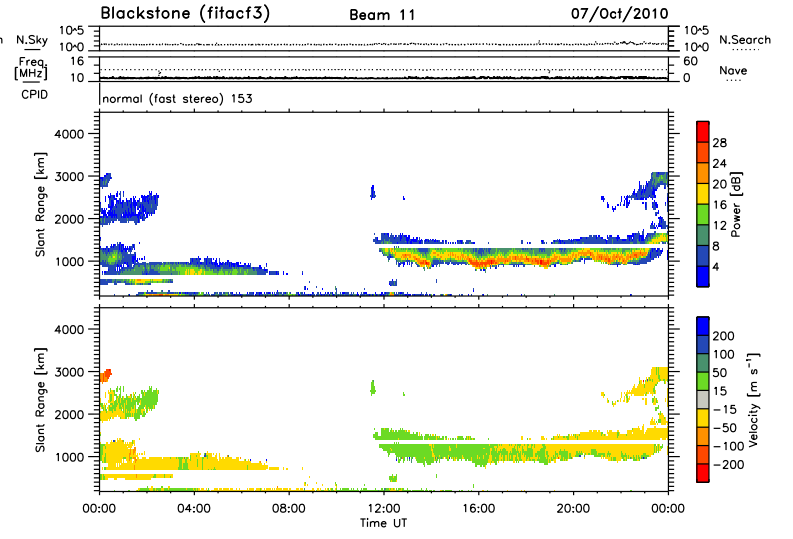 Blackstone (fitacf3) Beam 11 07/Oct/2010
N.Sky 10^5 10^0 10^5 10^0 N.Search
Freq. [MHz] 16 10 60 0 Nave
CPID normal (fast stereo) 153
Slant Range [km] 4000 3000 2000 1000
28 24 20 16 12 8 4 Power [dB]
Slant Range [km] 4000 3000 2000 1000
200 100 50 15 -15 -50 -100 -200 Velocity [m s⁻¹]
00:00 04:00 08:00 12:00 16:00 20:00 00:00
Time UT